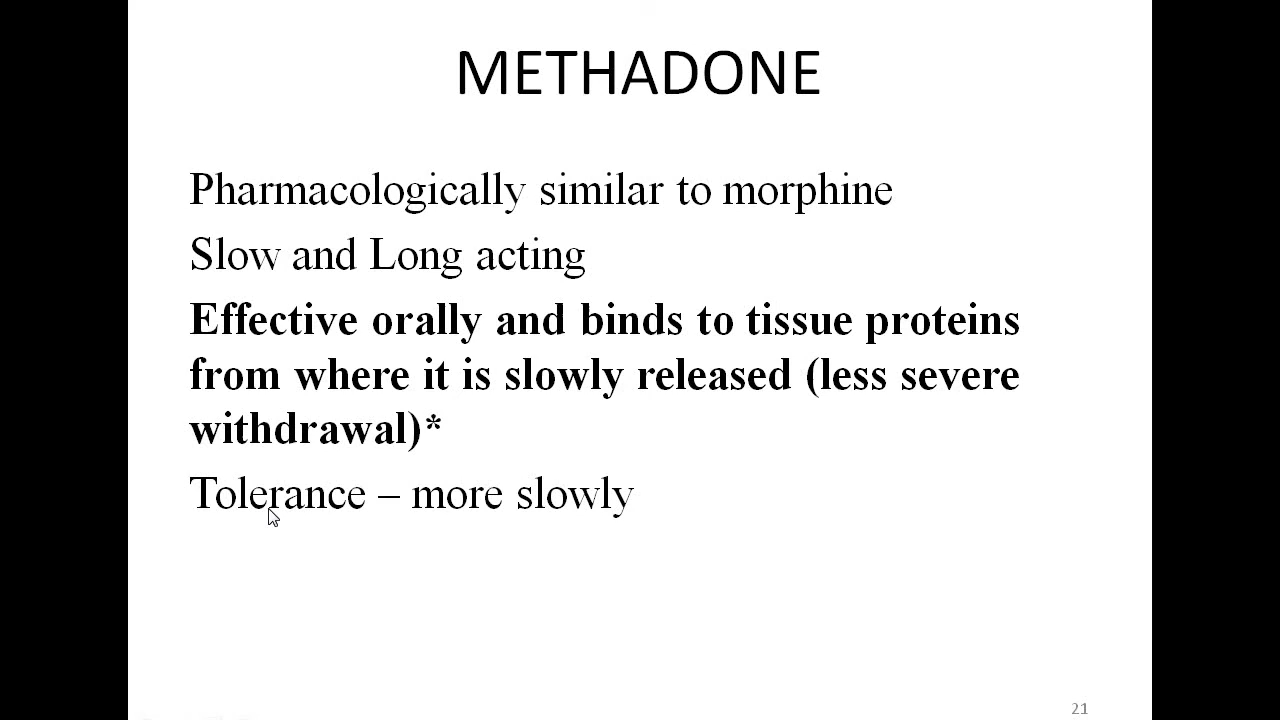 METHADONE
Pharmacologically similar to morphine
Slow and Long acting
Effective orally and binds to tissue proteins
from where it is slowly released (less severe
withdrawal)*
Tolerance – more slowly
21